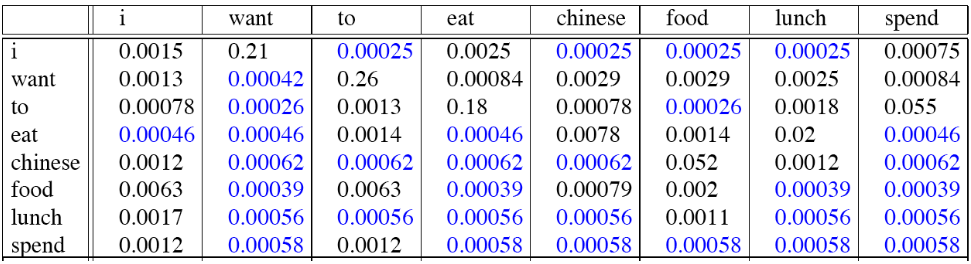 i want to eat chinese food lunch spend
i 0.0015 0.21 0.00025 0.0025 0.00025 0.00025 0.00025 0.00075
want 0.0013 0.00042 0.26 0.00084 0.0029 0.0029 0.0025 0.00084
to 0.00078 0.00026 0.0013 0.18 0.00078 0.00026 0.0018 0.055
eat 0.00046 0.00046 0.0014 0.00046 0.0078 0.0014 0.02 0.00046
chinese 0.0012 0.00062 0.00062 0.00062 0.00062 0.052 0.0012 0.00062
food 0.0063 0.00039 0.0063 0.00039 0.00079 0.002 0.00039 0.00039
lunch 0.0017 0.00056 0.00056 0.00056 0.00056 0.0011 0.00056 0.00056
spend 0.0012 0.00058 0.0012 0.00058 0.00058 0.00058 0.00058 0.00058